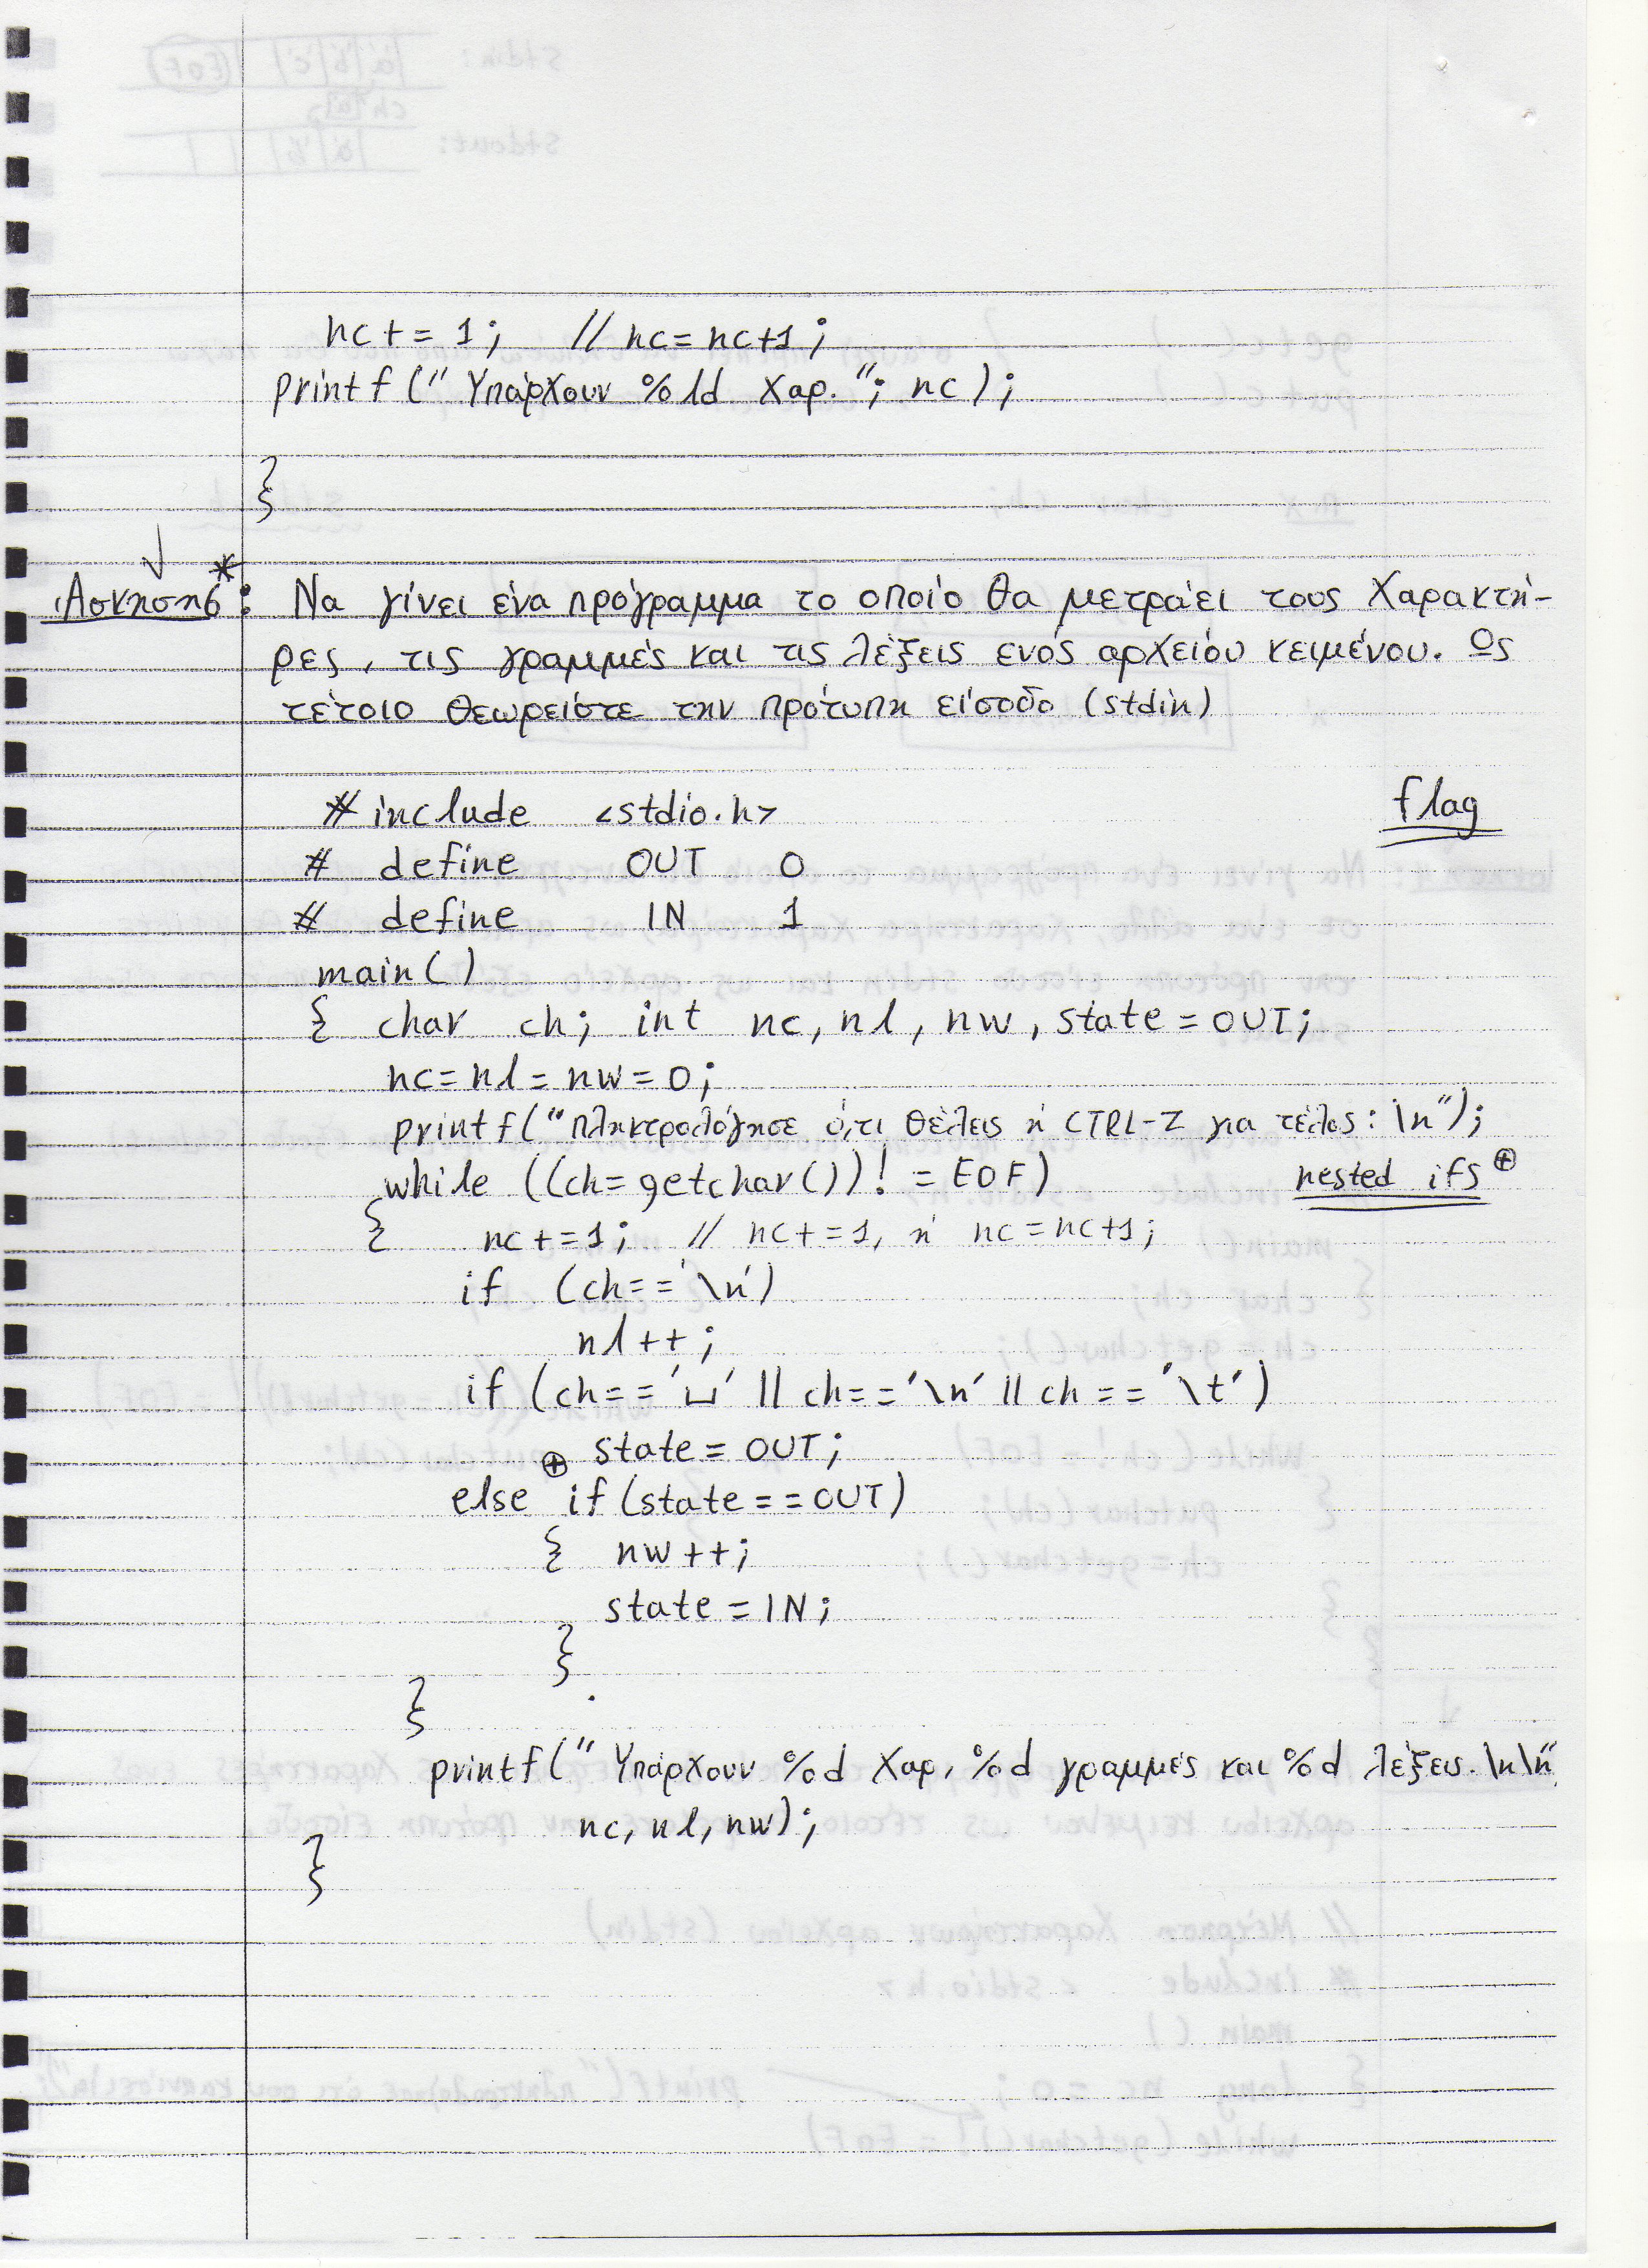 nc+=1; // nc=nc+1;
printf("Υπάρχουν %ld χαρ."; nc);
}
Άσκηση6*: Να γίνει ένα πρόγραμμα το οποίο θα μετράει τους χαρακτή-
ρες, τις γραμμές και τις λέξεις ενός αρχείου κειμένου. Ως
τέτοιο θεωρείστε την πρότυπη είσοδο (stdin)
#include <stdio.h> flag
# define OUT 0
# define IN 1
main()
{ char ch; int nc, nl, nw, state=OUT;
nc=nl=nw=0;
printf("Πληκτρολόγησε ό,τι θέλεις ή CTRL-Z για τέλος: \n");
while ((ch=getchar())!=EOF) nested ifs ⊕
{ nc+=1; // nc+=1, ή nc=nc+1;
if (ch=='\n')
nl++;
if (ch=='␣' || ch=='\n' || ch=='\t')
state=OUT;
else ⊕ if(state==OUT)
{ nw++;
state=IN;
}
}
printf("Υπάρχουν %d χαρ, %d γραμμές και %d λέξεις.\n\n",
nc, nl, nw);
}